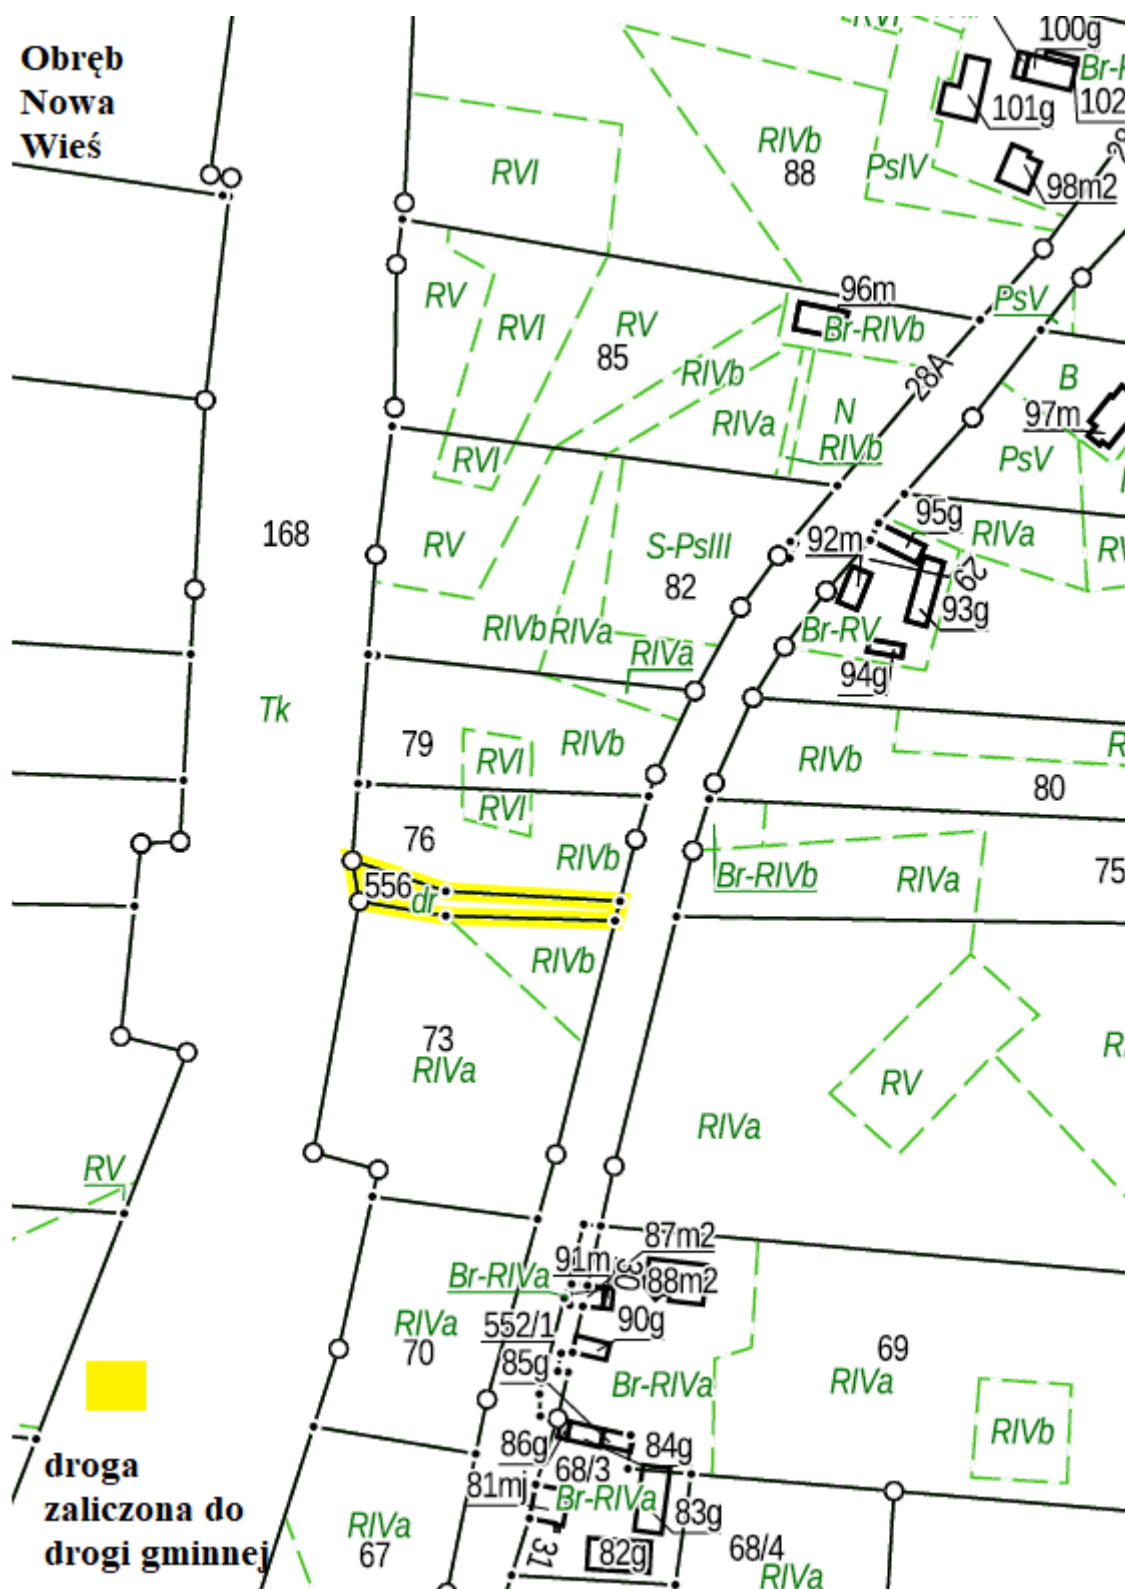 Obręb
Nowa
Wieś
100g
Br-R
102
101g
RIVb
88
PsIV
98m2
RVI
RV
RVI
RV
85
96m
Br-RIVb
PsV
RIVb
28A
B
RIVa
N
RIVb
97m
PsV
RVI
168
RV
S-PsIII
82
92m
95g
RIVa
RV
29
93g
Br-RV
94g
RIVb
RIVa
RIVa
Tk
79
RVI
RIVb
RIVb
R
80
RVI
76
RIVb
Br-RIVb
RIVa
75
556
dr
RIVb
73
RIVa
RV
RIVa
RV
87m2
91m
30
88m2
Br-RIVa
90g
552/1
RIVa
70
85g
69
RIVa
Br-RIVa
RIVb
86g
84g
68/3
81mj
Br-RIVa
83g
RIVa
67
31
82g
68/4
RIVa
droga
zaliczona do
drogi gminnej